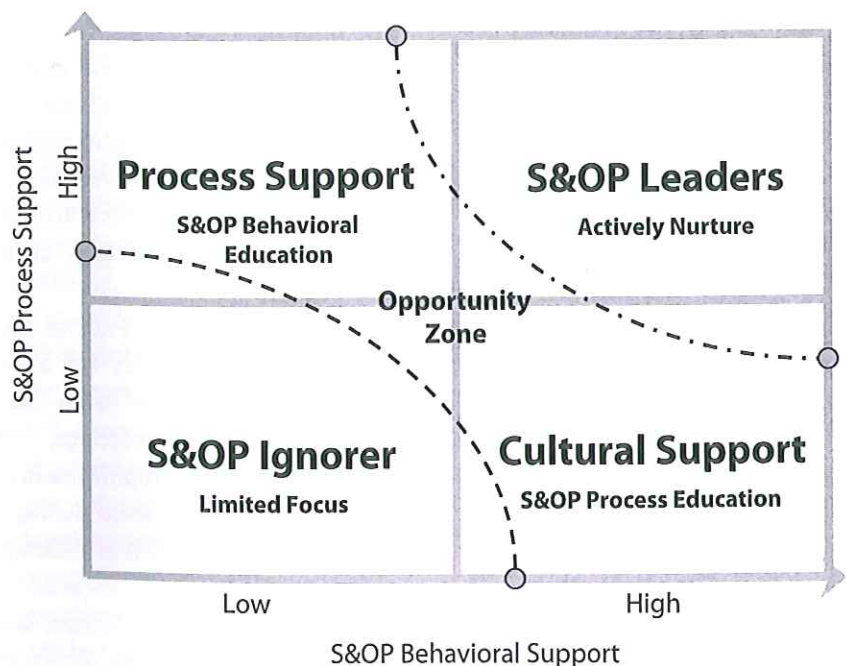 S&OP Process Support
High
Low
Process Support
S&OP Behavioral
Education
S&OP Leaders
Actively Nurture
Opportunity
Zone
S&OP Ignorer
Limited Focus
Cultural Support
S&OP Process Education
Low
High
S&OP Behavioral Support